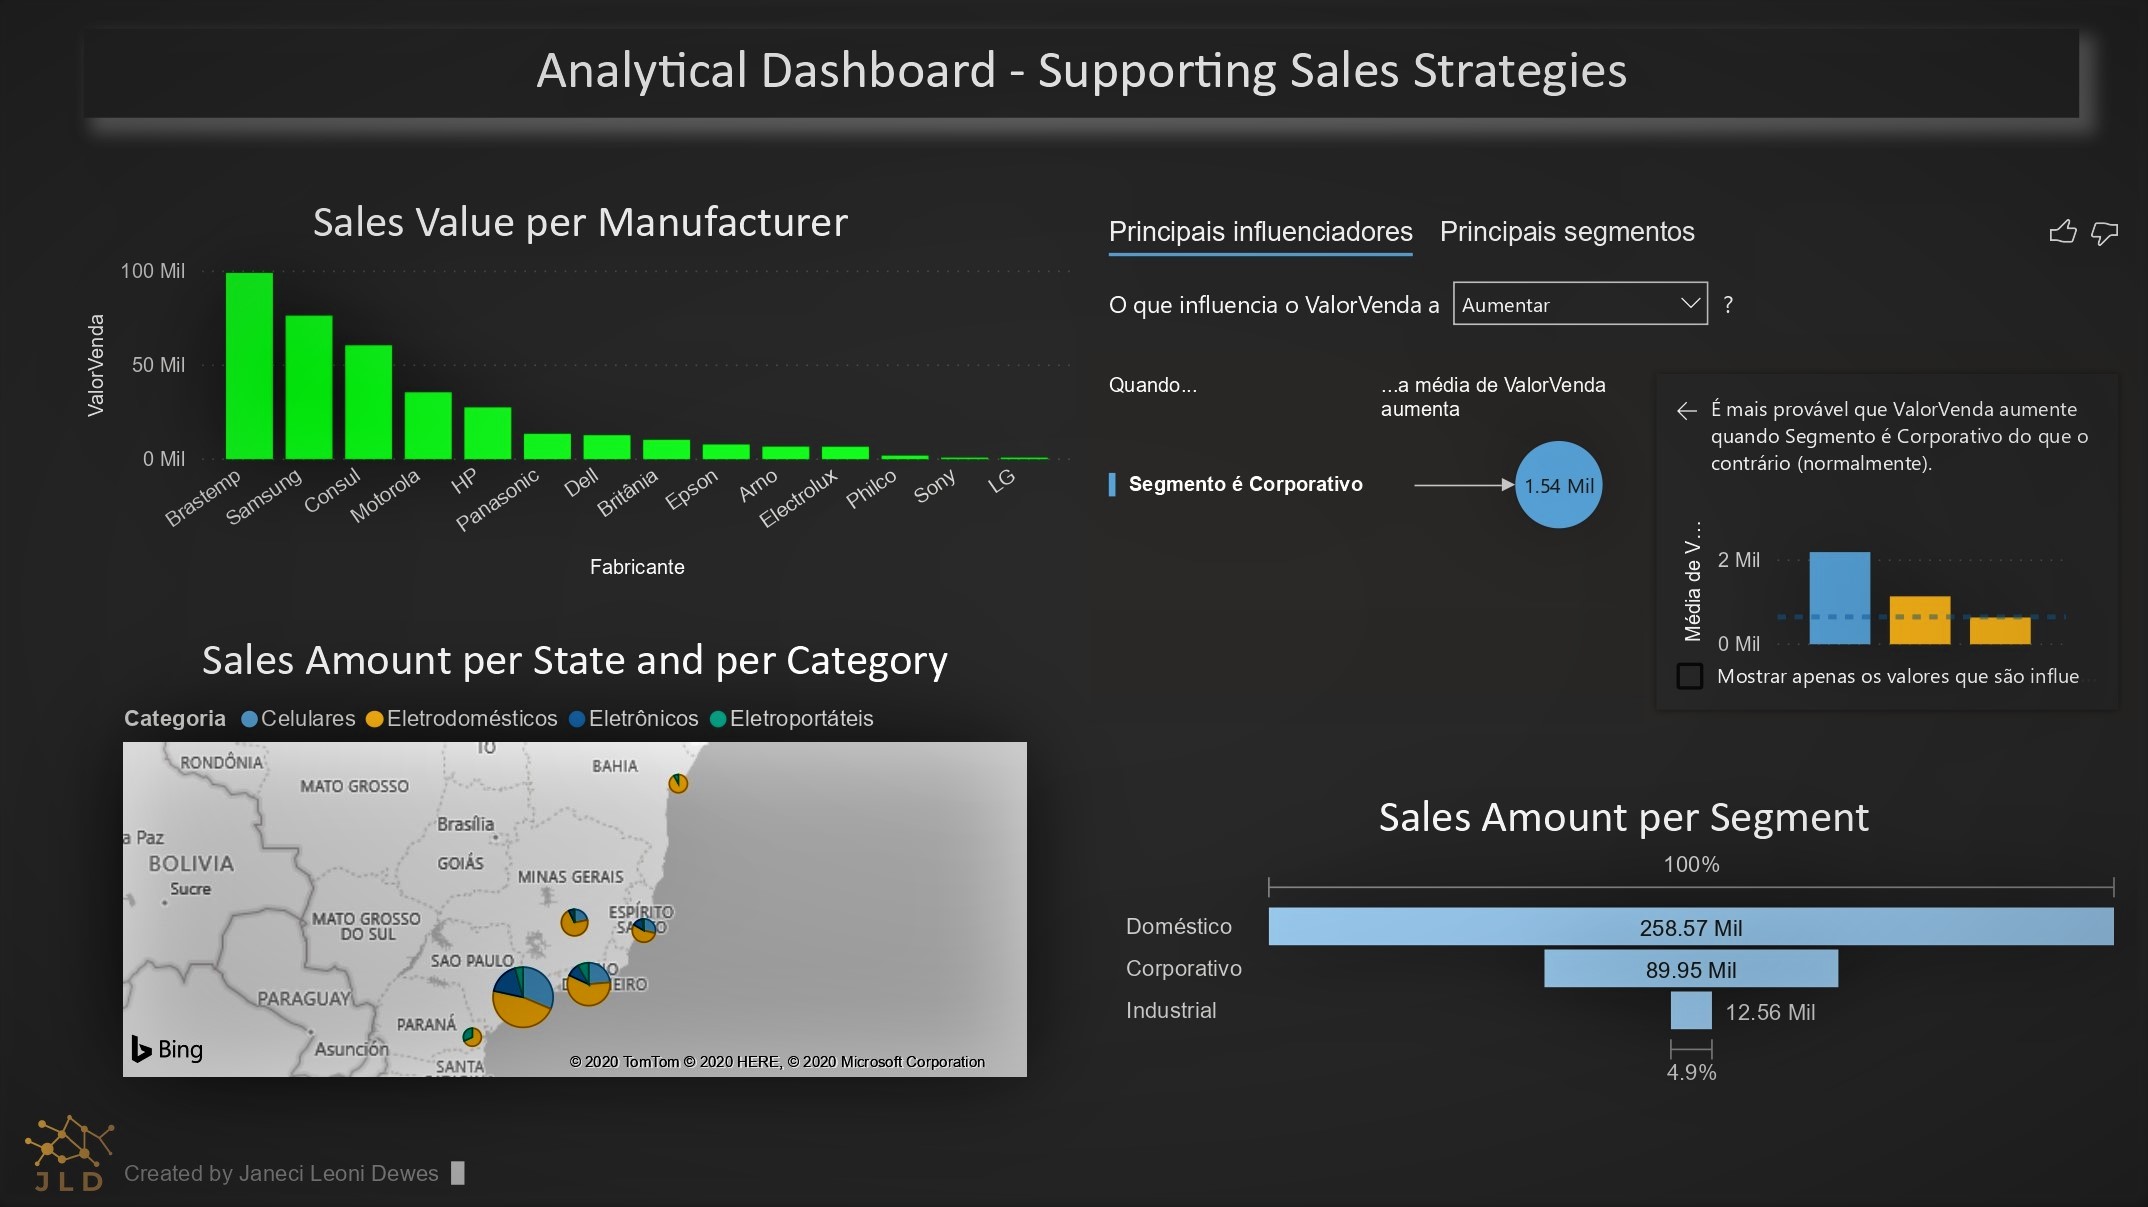 Analytical Dashboard - Supporting Sales Strategies
Sales Value per Manufacturer
ValorVenda
100 Mil
50 Mil
0 Mil
Brastemp
Samsung
Consul
Motorola
HP
Panasonic
Dell
Britânia
Epson
Arno
Electrolux
Philco
Sony
LG
Fabricante
Principais influenciadores
Principais segmentos
O que influencia o ValorVenda a
Aumentar
?
Quando...
...a média de ValorVenda
aumenta
Segmento é Corporativo
1.54 Mil
É mais provável que ValorVenda aumente
quando Segmento é Corporativo do que o
contrário (normalmente).
Média de V...
2 Mil
0 Mil
Mostrar apenas os valores que são influe
Sales Amount per State and per Category
Categoria
Celulares
Eletrodomésticos
Eletrônicos
Eletroportáteis
TO
RONDÔNIA
BAHIA
MATO GROSSO
Brasília
a Paz
BOLIVIA
GOIÁS
Sucre
MINAS GERAIS
MATO GROSSO
DO SUL
ESPÍRITO
SAO PAULO
PARAGUAY
PARANÁ
Asunción
SANTA
Bing
© 2020 TomTom © 2020 HERE, © 2020 Microsoft Corporation
Sales Amount per Segment
100%
Doméstico
258.57 Mil
Corporativo
89.95 Mil
Industrial
12.56 Mil
4.9%
JLD
Created by Janeci Leoni Dewes